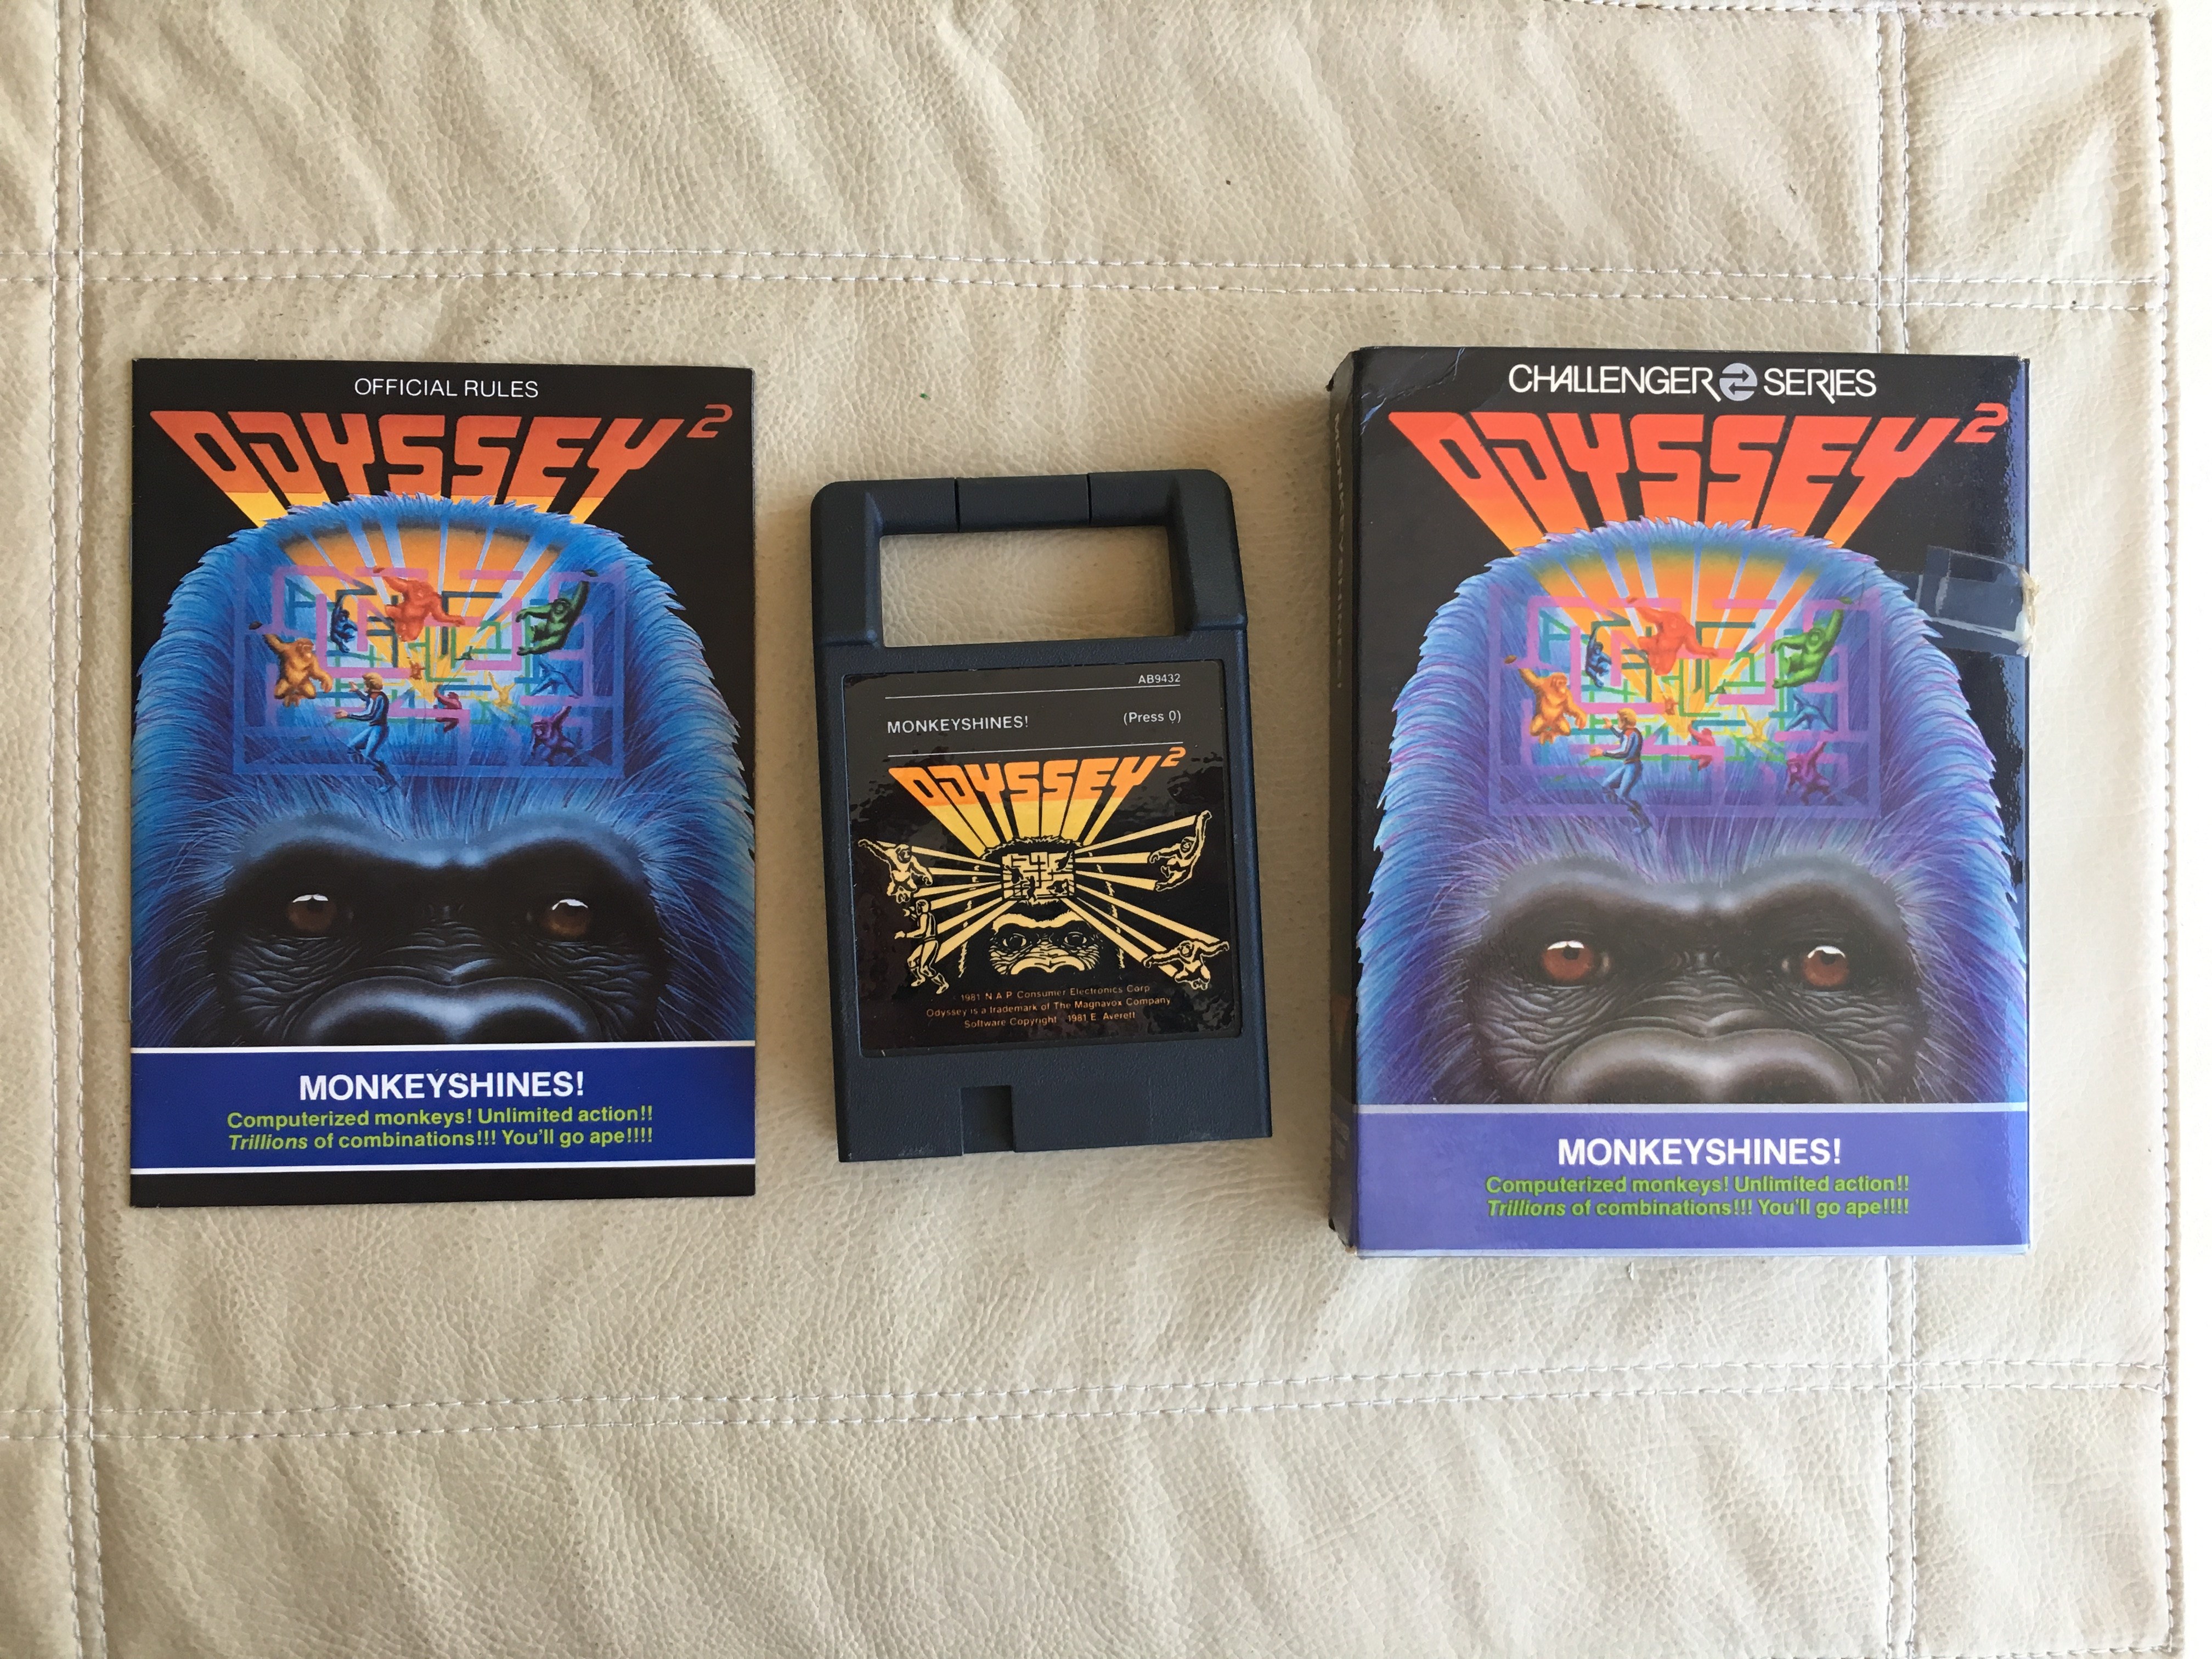 OFFICIAL RULES
ODYSSEY²
MONKEYSHINES!
Computerized monkeys! Unlimited action!!
Trillions of combinations!!! You'll go ape!!!!
AB9432
MONKEYSHINES! (Press 0)
ODYSSEY²
1981 N.A.P. Consumer Electronics Corp
Odyssey is a trademark of The Magnavox Company
Software Copyright 1981 E. Averett
CHALLENGER SERIES
ODYSSEY²
MONKEYSHINES!
Computerized monkeys! Unlimited action!!
Trillions of combinations!!! You'll go ape!!!!
MONKEYSHINES!